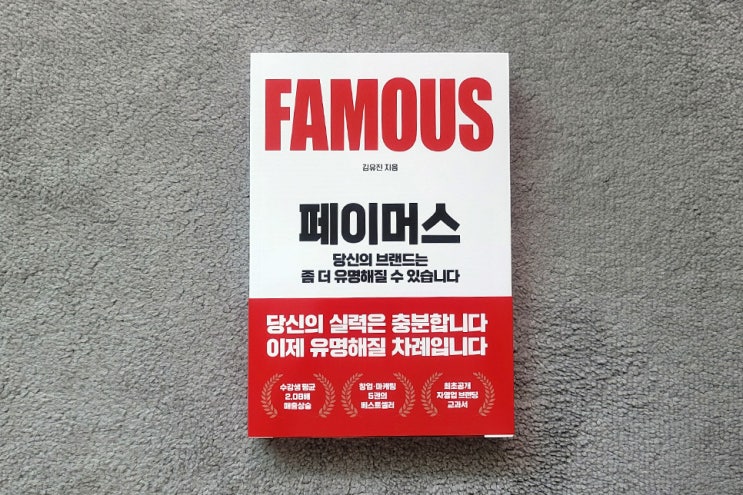 FAMOUS
김유진 지음
페이머스
당신의 브랜드는
좀 더 유명해질 수 있습니다
당신의 실력은 충분합니다
이제 유명해질 차례입니다
수강생 평균
2.08배
매출상승
창업·마케팅
5권의
베스트셀러
최초공개
자영업 브랜딩
교과서